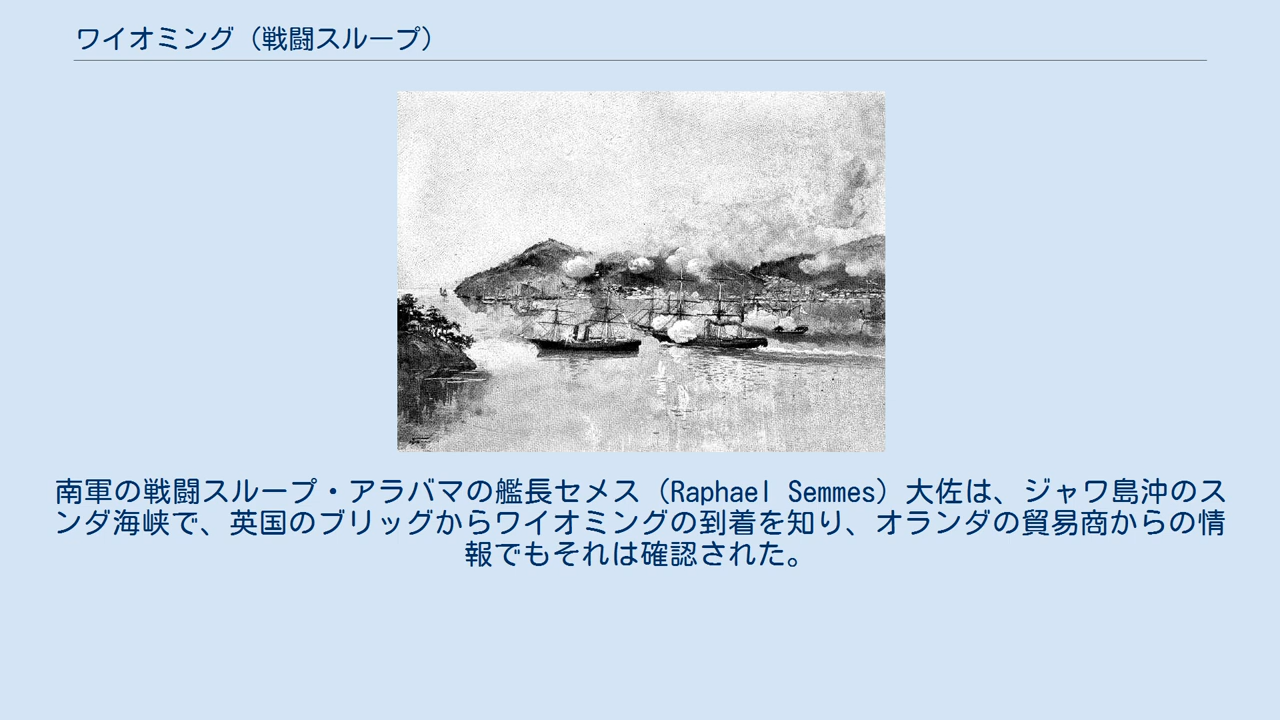 ワイオミング（戦闘スループ）
南軍の戦闘スループ・アラバマの艦長セメス（Raphael Semmes）大佐は、ジャワ島沖のス
ンダ海峡で、英国のブリッグからワイオミングの到着を知り、オランダの貿易商からの情
報でもそれは確認された。